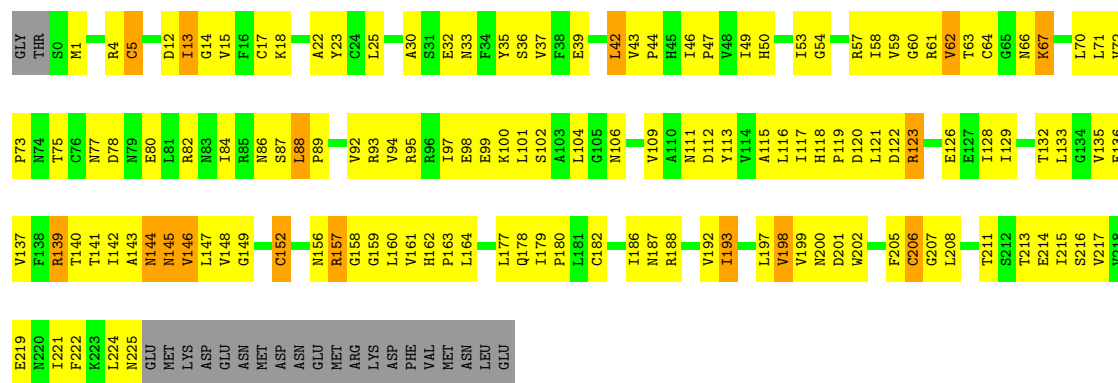 GLY THR S0 M1 R4 C5 D12 I13 G14 V15 F16 C17 K18 A22 Y23 C24 L25 A30 S31 E32 N33 F34 Y35 S36 V37 F38 E39 L42 V43 P44 H45 I46 P47 V48 I49 H50 I53 G54 R57 I58 V59 G60 R61 V62 T63 C64 G65 N66 K67 L70 L71 V72
P73 N74 T75 C76 N77 D78 N79 E80 L81 R82 N83 I84 R85 N86 S87 L88 P89 V92 R93 V94 R95 R96 I97 E98 E99 K100 L101 S102 A103 L104 G105 N106 V109 A110 N111 D112 Y113 V114 A115 L116 I117 H118 P119 D120 L121 D122 R123 E126 E127 I128 I129 T132 L133 G134 V135
V137 F138 R139 T140 T141 I142 A143 N144 N145 V146 L147 V148 G149 C152 N156 R157 G158 G159 L160 V161 H162 P163 L164 L177 Q178 I179 P180 L181 C182 I186 N187 R188 V192 I193 L197 V198 V199 N200 D201 W202 F205 C206 G207 L208 T211 S212 T213 E214 I215 S216 V217
E219 N220 I221 F222 K223 L224 N225 GLU MET LYS ASP GLU ASN MET ASP ASN GLU MET ARG LYS ASP PHE VAL MET ASN LEU GLU